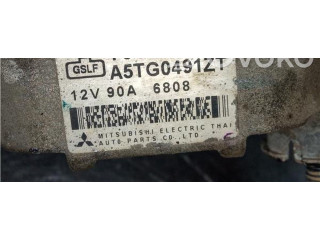 GSLF
A5TG0491ZT
12V 90A 6808
MITSUBISHI ELECTRIC THAI
AUTO PARTS CO.,LTD.